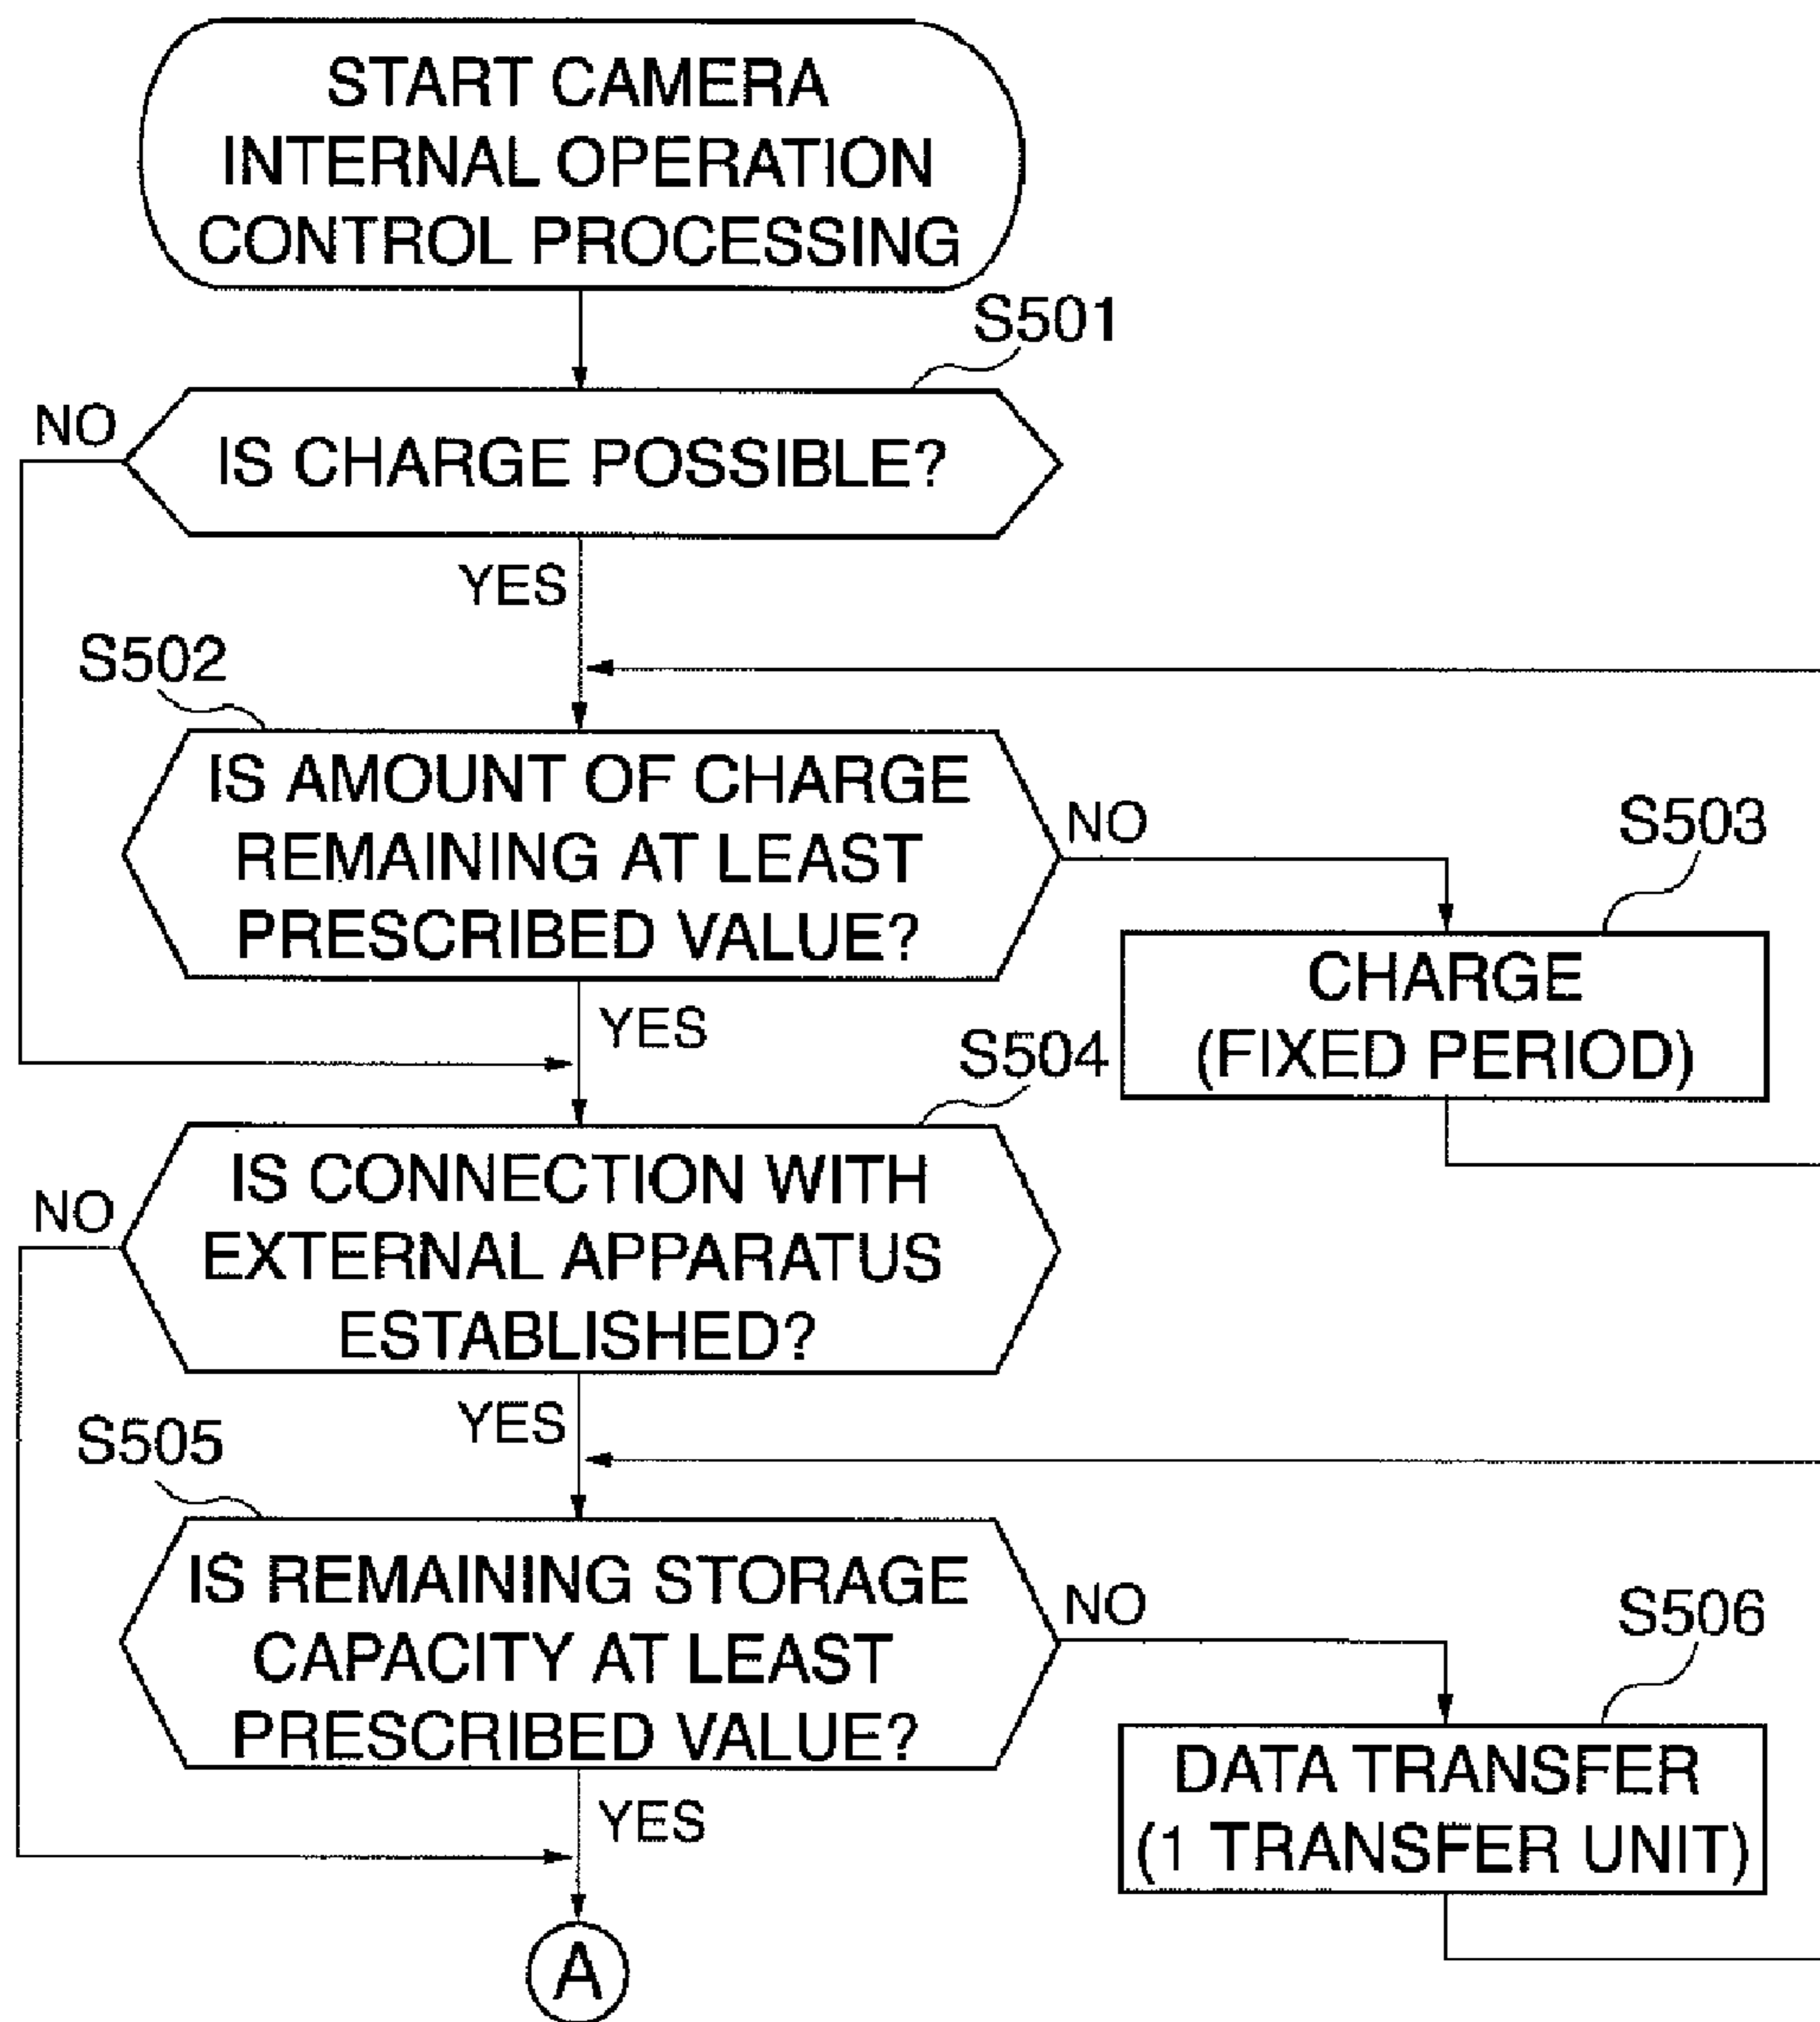 START CAMERA
INTERNAL OPERATION
CONTROL PROCESSING
S501
NO
IS CHARGE POSSIBLE?
YES
S502
IS AMOUNT OF CHARGE
REMAINING AT LEAST
PRESCRIBED VALUE?
NO
S503
CHARGE
(FIXED PERIOD)
YES
S504
IS CONNECTION WITH
EXTERNAL APPARATUS
ESTABLISHED?
NO
YES
S505
IS REMAINING STORAGE
CAPACITY AT LEAST
PRESCRIBED VALUE?
NO
S506
DATA TRANSFER
(1 TRANSFER UNIT)
YES
A